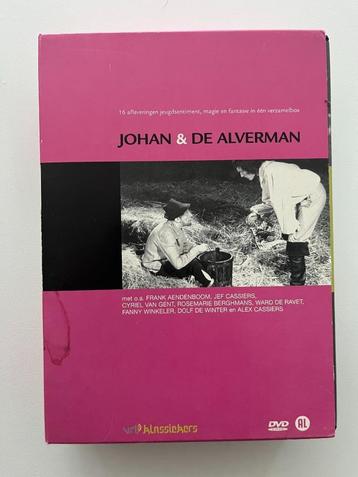 16 afleveringen jeugdsentiment, magie en fantasie in één verzamelbox
JOHAN & DE ALVERMAN
met o.a. FRANK AENDENBOOM, JEF CASSIERS,
CYRIEL VAN GENT, ROSEMARIE BERGHMANS, WARD DE RAVET,
FANNY WINKELER, DOLF DE WINTER en ALEX CASSIERS
vrt klassiekers
DVD
VIDEO
AL